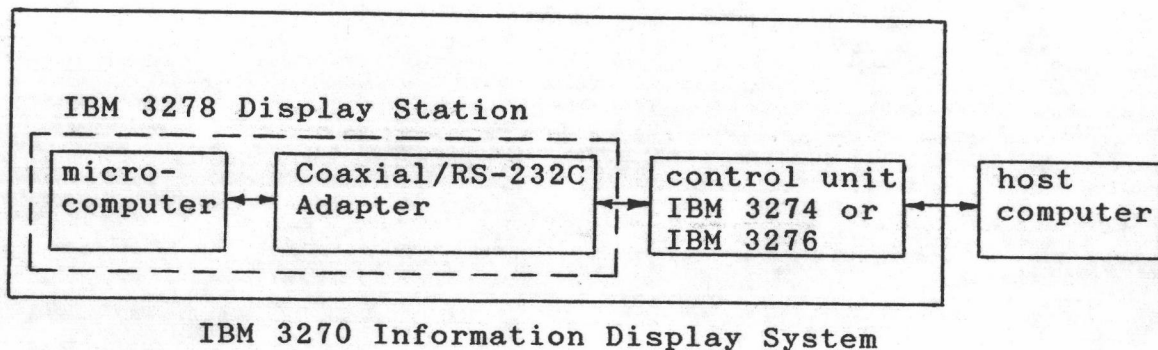 IBM 3278 Display Station
micro-
computer
Coaxial/RS-232C
Adapter
control unit
IBM 3274 or
IBM 3276
host
computer
IBM 3270 Information Display System